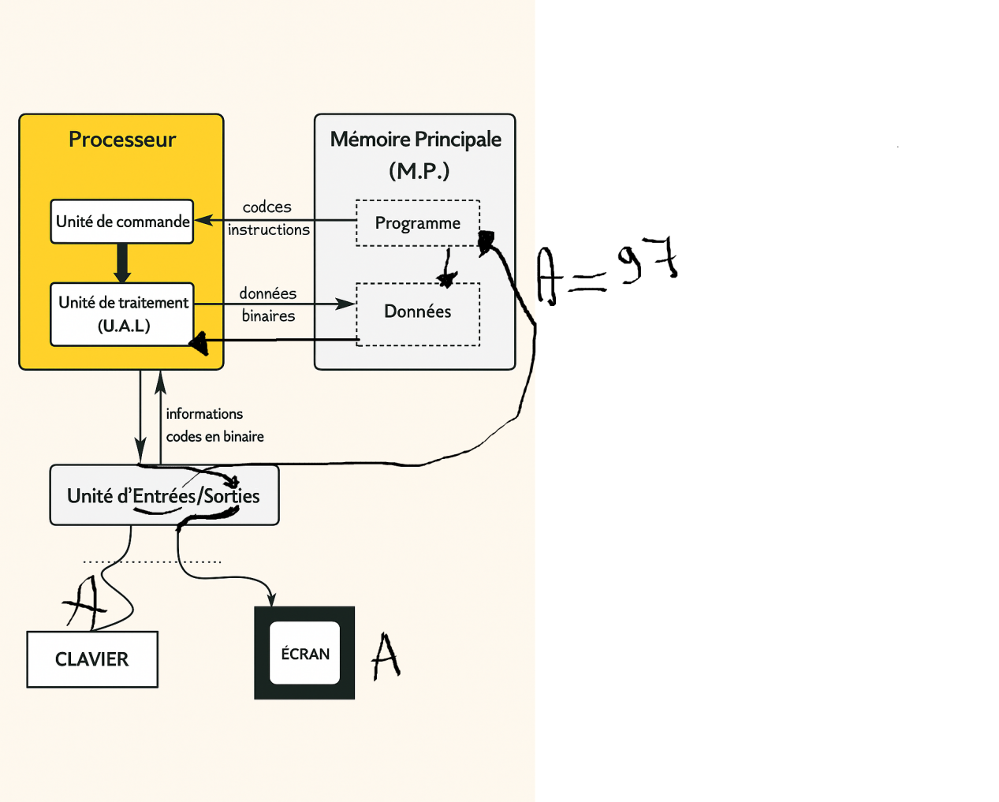 Processeur
Mémoire Principale
(M.P.)
Unité de commande
codces
instructions
Programme
A = 97
Unité de traitement
(U.A.L)
données
binaires
Données
informations
codes en binaire
Unité d'Entrées/Sorties
A
CLAVIER
ÉCRAN
A